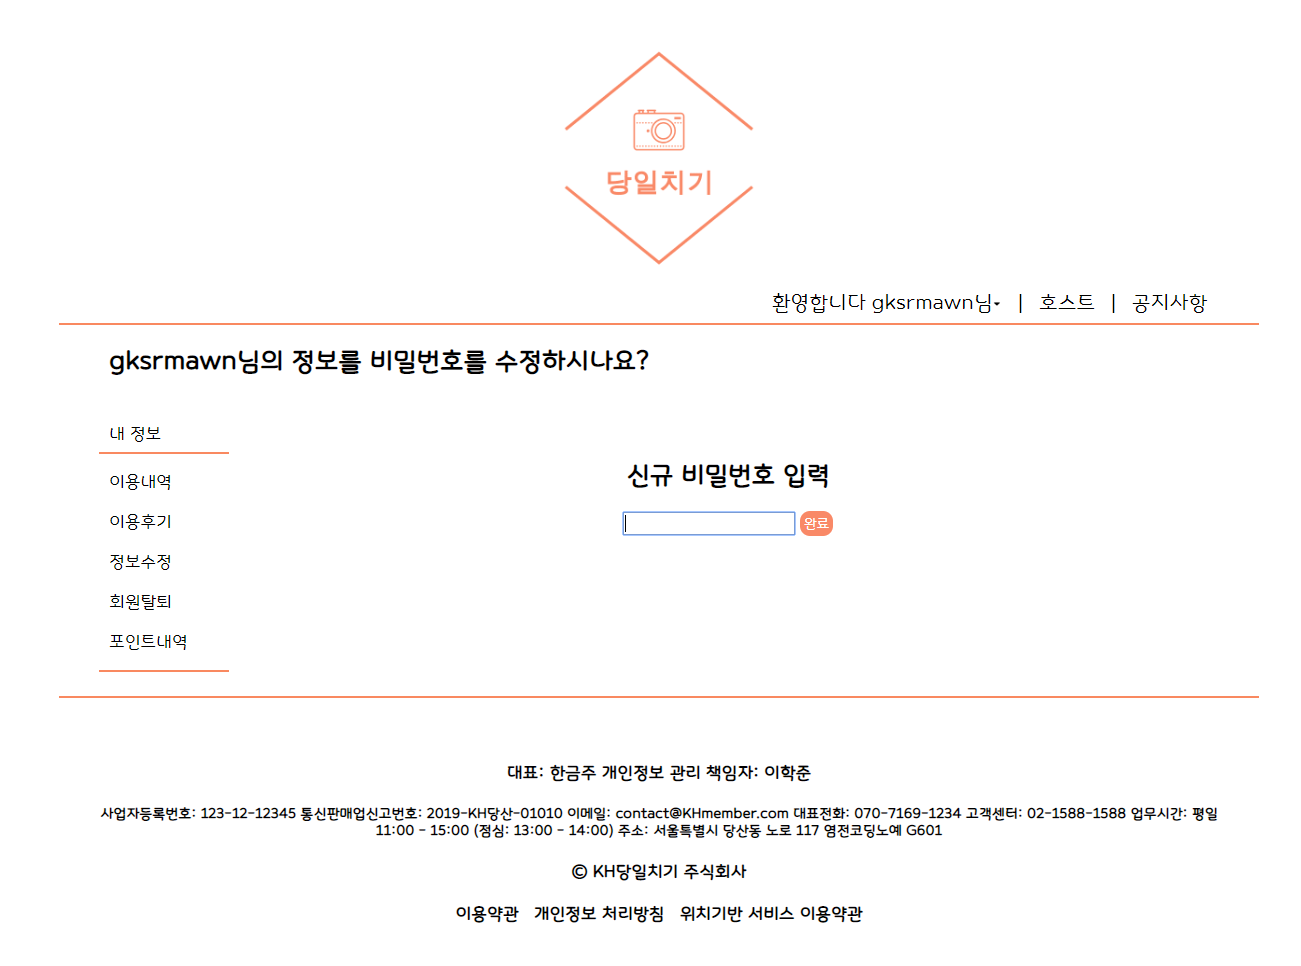 당일치기
환영합니다 gksrmawn님 | 호스트 | 공지사항
gksrmawn님의 정보를 비밀번호를 수정하시나요?
내 정보
이용내역
이용후기
정보수정
회원탈퇴
포인트내역
신규 비밀번호 입력
완료
대표: 한금주 개인정보 관리 책임자: 이학준
사업자등록번호: 123-12-12345 통신판매업신고번호: 2019-KH당산-01010 이메일: contact@KHmember.com 대표전화: 070-7169-1234 고객센터: 02-1588-1588 업무시간: 평일
11:00 - 15:00 (점심: 13:00 - 14:00) 주소: 서울특별시 당산동 노로 117 염전코딩노예 G601
© KH당일치기 주식회사
이용약관 개인정보 처리방침 위치기반 서비스 이용약관